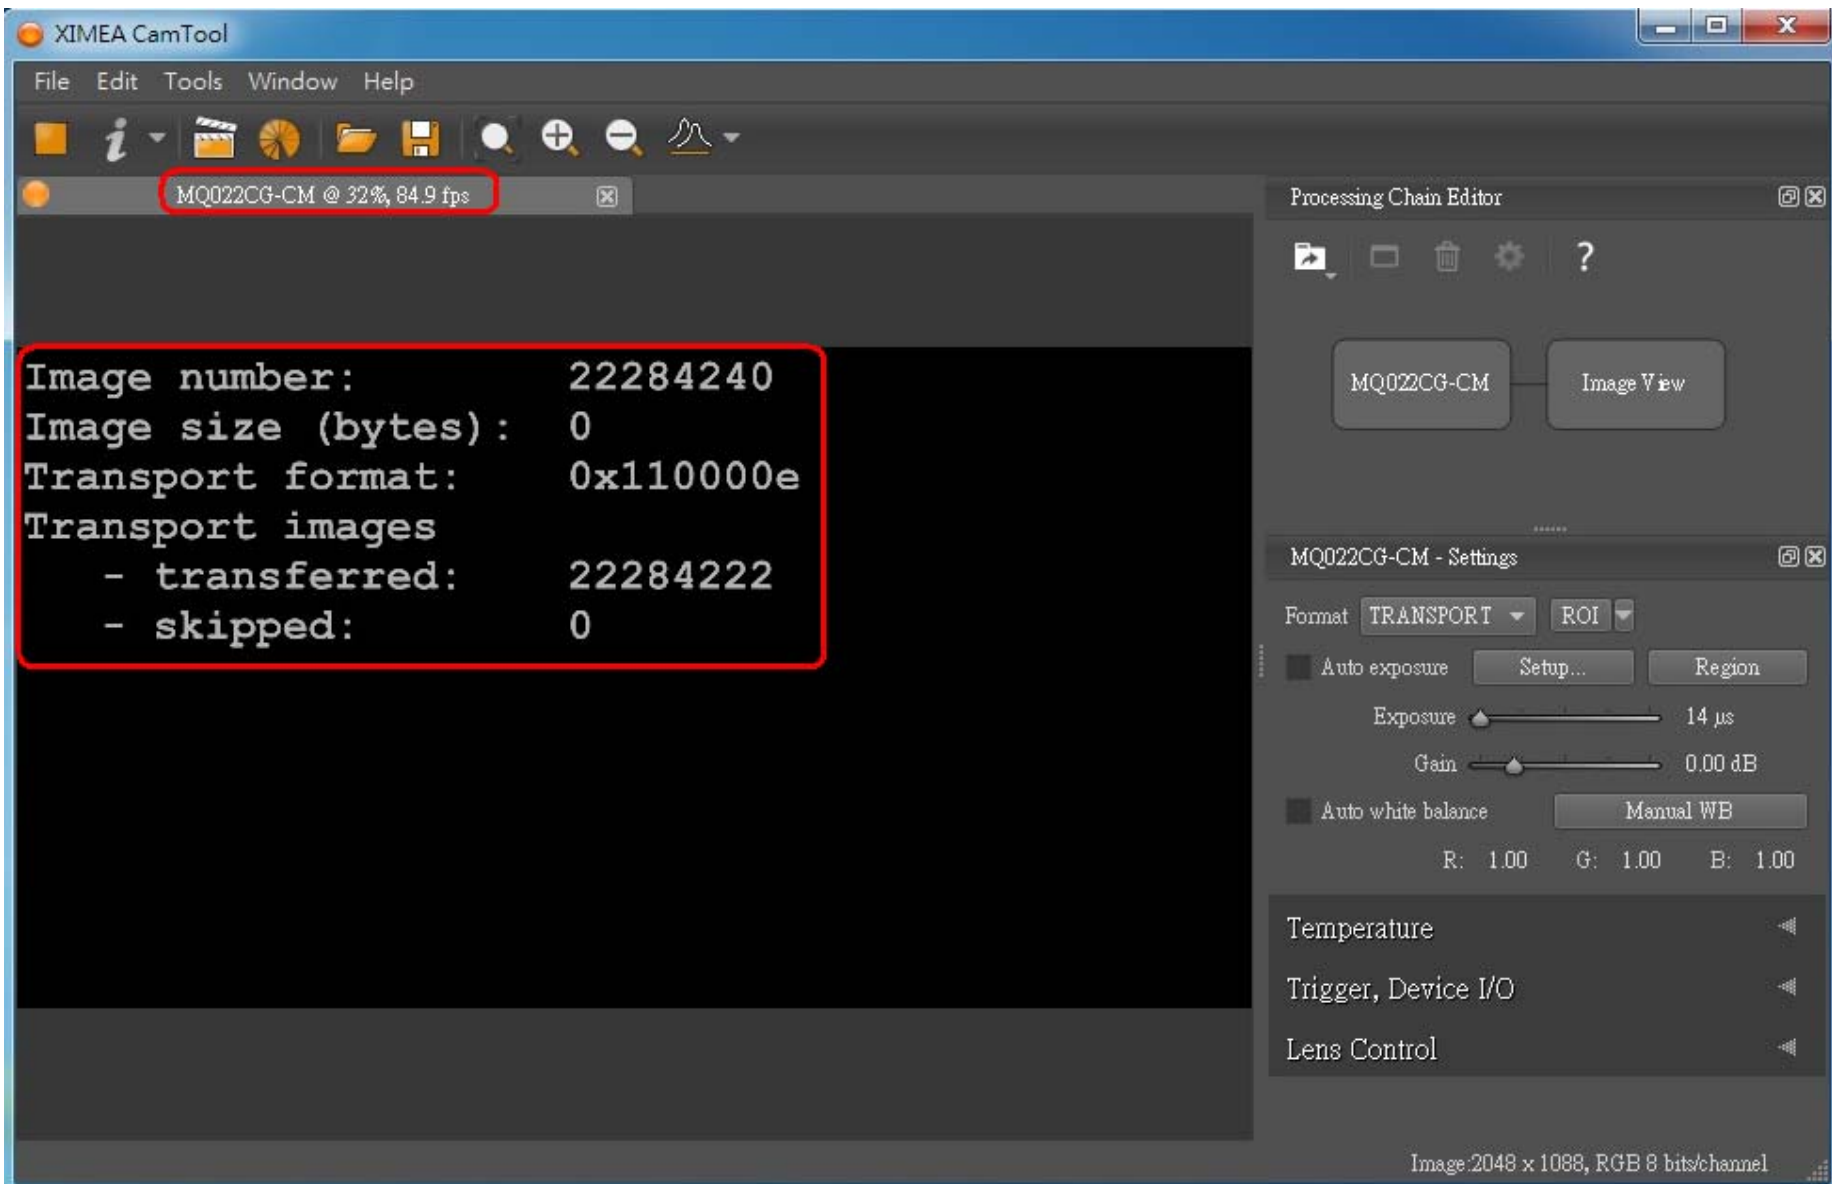 XIMEA CamTool
File Edit Tools Window Help
MQ022CG-CM @ 32%, 84.9 fps
Image number: 22284240
Image size (bytes): 0
Transport format: 0x110000e
Transport images
- transferred: 22284222
- skipped: 0
Processing Chain Editor
?
MQ022CG-CM
Image View
MQ022CG-CM - Settings
Format TRANSPORT ROI
Auto exposure Setup... Region
Exposure 14 µs
Gain 0.00 dB
Auto white balance Manual WB
R: 1.00 G: 1.00 B: 1.00
Temperature
Trigger, Device I/O
Lens Control
Image:2048 x 1088, RGB 8 bits/channel